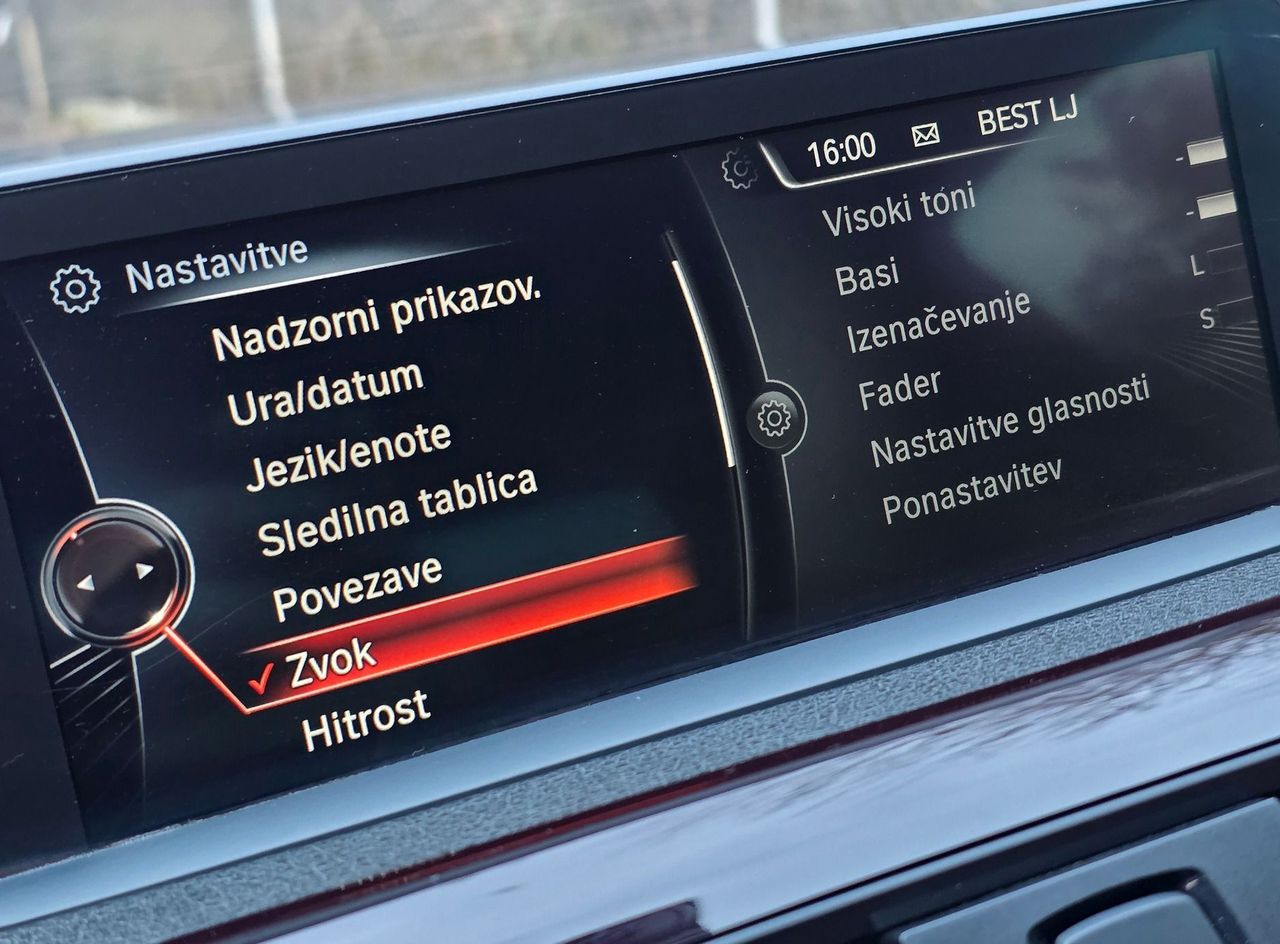 16:00 BEST LJ
Nastavitve
Nadzorni prikazov.
Ura/datum
Jezik/enote
Sledilna tablica
Povezave
Zvok
Hitrost
Visoki toni
Basi
Izenačevanje L
Fader S
Nastavitve glasnosti
Ponastavitev